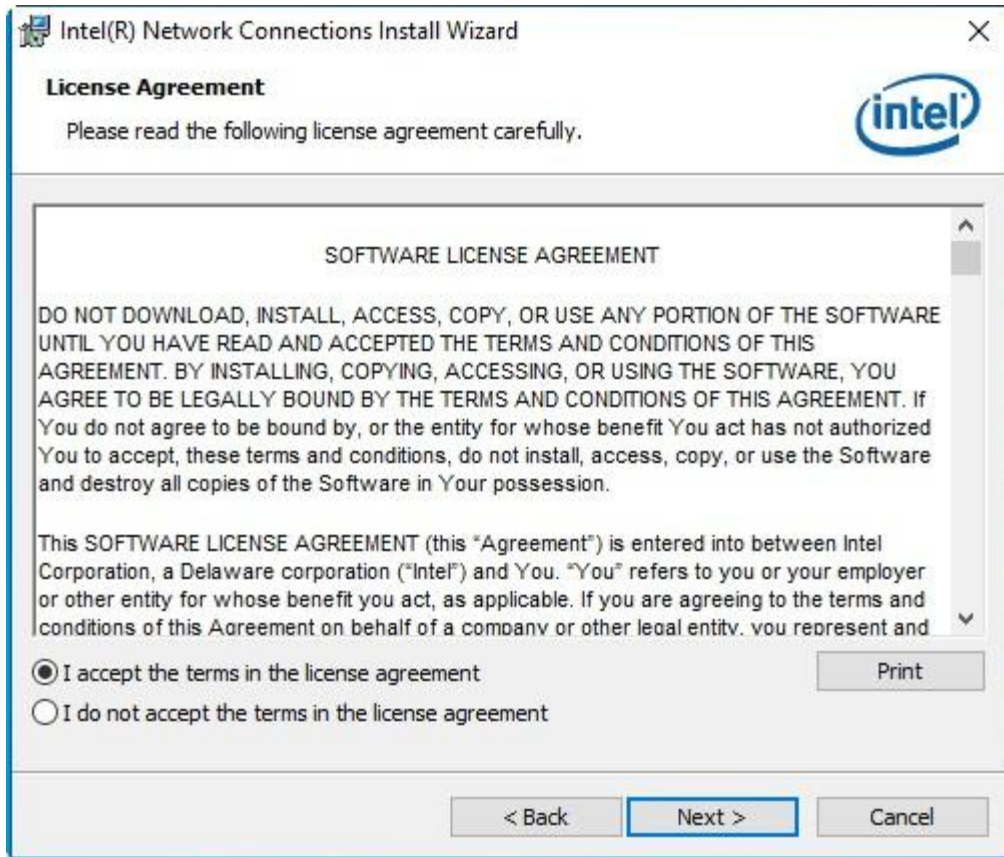 Intel(R) Network Connections Install Wizard
License Agreement
Please read the following license agreement carefully.
intel
SOFTWARE LICENSE AGREEMENT
DO NOT DOWNLOAD, INSTALL, ACCESS, COPY, OR USE ANY PORTION OF THE SOFTWARE
UNTIL YOU HAVE READ AND ACCEPTED THE TERMS AND CONDITIONS OF THIS
AGREEMENT. BY INSTALLING, COPYING, ACCESSING, OR USING THE SOFTWARE, YOU
AGREE TO BE LEGALLY BOUND BY THE TERMS AND CONDITIONS OF THIS AGREEMENT. If
You do not agree to be bound by, or the entity for whose benefit You act has not authorized
You to accept, these terms and conditions, do not install, access, copy, or use the Software
and destroy all copies of the Software in Your possession.
This SOFTWARE LICENSE AGREEMENT (this “Agreement”) is entered into between Intel
Corporation, a Delaware corporation (“Intel”) and You. “You” refers to you or your employer
or other entity for whose benefit you act, as applicable. If you are agreeing to the terms and
conditions of this Agreement on behalf of a company or other legal entity, you represent and
I accept the terms in the license agreement
Print
I do not accept the terms in the license agreement
< Back
Next >
Cancel